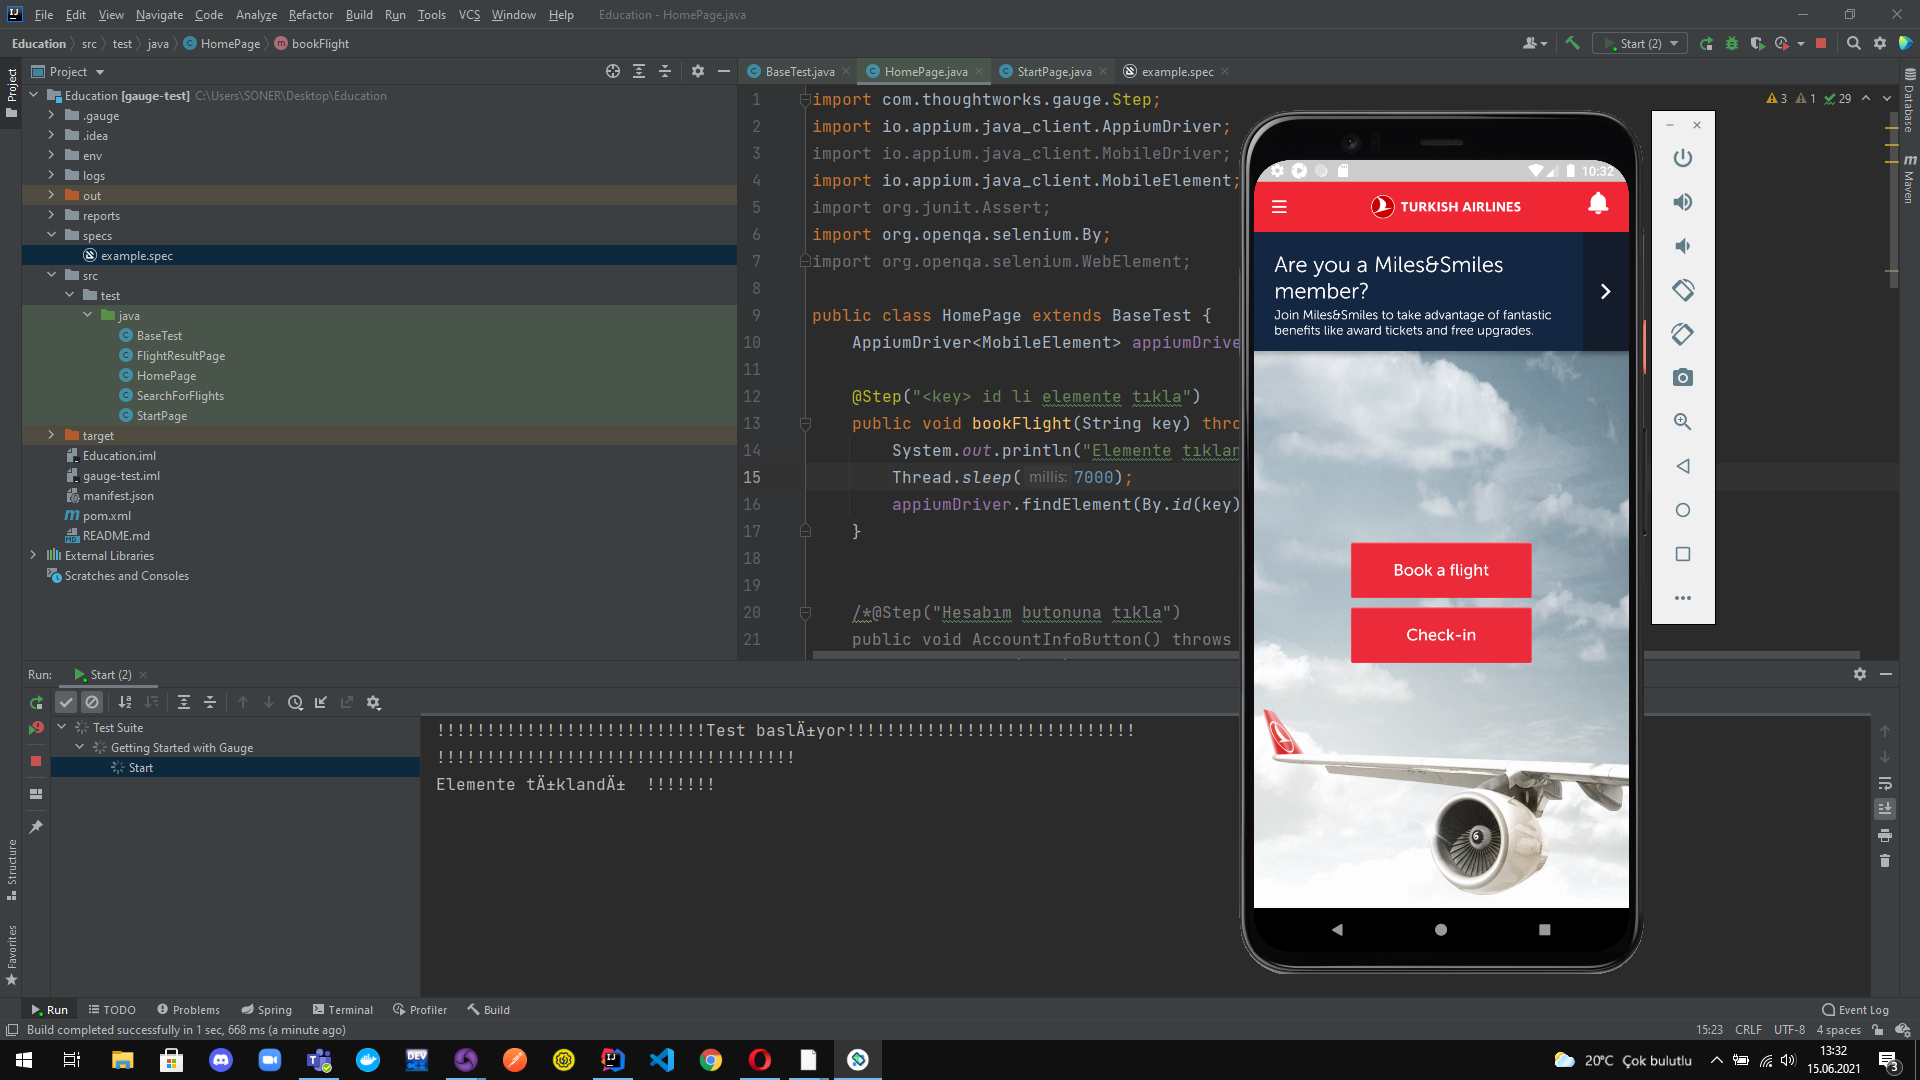 File Edit View Navigate Code Analyze Refactor Build Run Tools VCS Window Help Education - HomePage.java
Education src test java HomePage bookFlight
Start (2)
Project
BaseTest.java HomePage.java StartPage.java example.spec
Education [gauge-test] C:\Users\SONER\Desktop\Education
.gauge
.idea
env
logs
out
reports
specs
example.spec
src
test
java
BaseTest
FlightResultPage
HomePage
SearchForFlights
StartPage
target
Education.iml
gauge-test.iml
manifest.json
pom.xml
README.md
External Libraries
Scratches and Consoles
Project
Structure
Favorites
3 1 29
1 import com.thoughtworks.gauge.Step;
2 import io.appium.java_client.AppiumDriver;
3 import io.appium.java_client.MobileDriver;
4 import io.appium.java_client.MobileElement;
5 import org.junit.Assert;
6 import org.openqa.selenium.By;
7 import org.openqa.selenium.WebElement;
8
9 public class HomePage extends BaseTest {
10 AppiumDriver<MobileElement> appiumDrive
11
12 @Step("<key> id li elemente tıkla")
13 public void bookFlight(String key) thro
14 System.out.println("Elemente tıklan
15 Thread.sleep( millis: 7000);
16 appiumDriver.findElement(By.id(key)
17 }
18
19
20 /*@Step("Hesabım butonuna tıkla")
21 public void AccountInfoButton() throws
Database
Maven
10:32
TURKISH AIRLINES
Are you a Miles&Smiles
member?
Join Miles&Smiles to take advantage of fantastic
benefits like award tickets and free upgrades.
Book a flight
Check-in
Run: Start (2)
Test Suite
Getting Started with Gauge
Start
!!!!!!!!!!!!!!!!!!!!!!!!!!!Test baslÄ±yor!!!!!!!!!!!!!!!!!!!!!!!!!!!!!
!!!!!!!!!!!!!!!!!!!!!!!!!!!!!!!!!!!!
Elemente tÄ±klandÄ± !!!!!!!
Run TODO Problems Spring Terminal Profiler Build Event Log
Build completed successfully in 1 sec, 668 ms (a minute ago) 15:23 CRLF UTF-8 4 spaces
20°C Çok bulutlu
13:32
15.06.2021
3